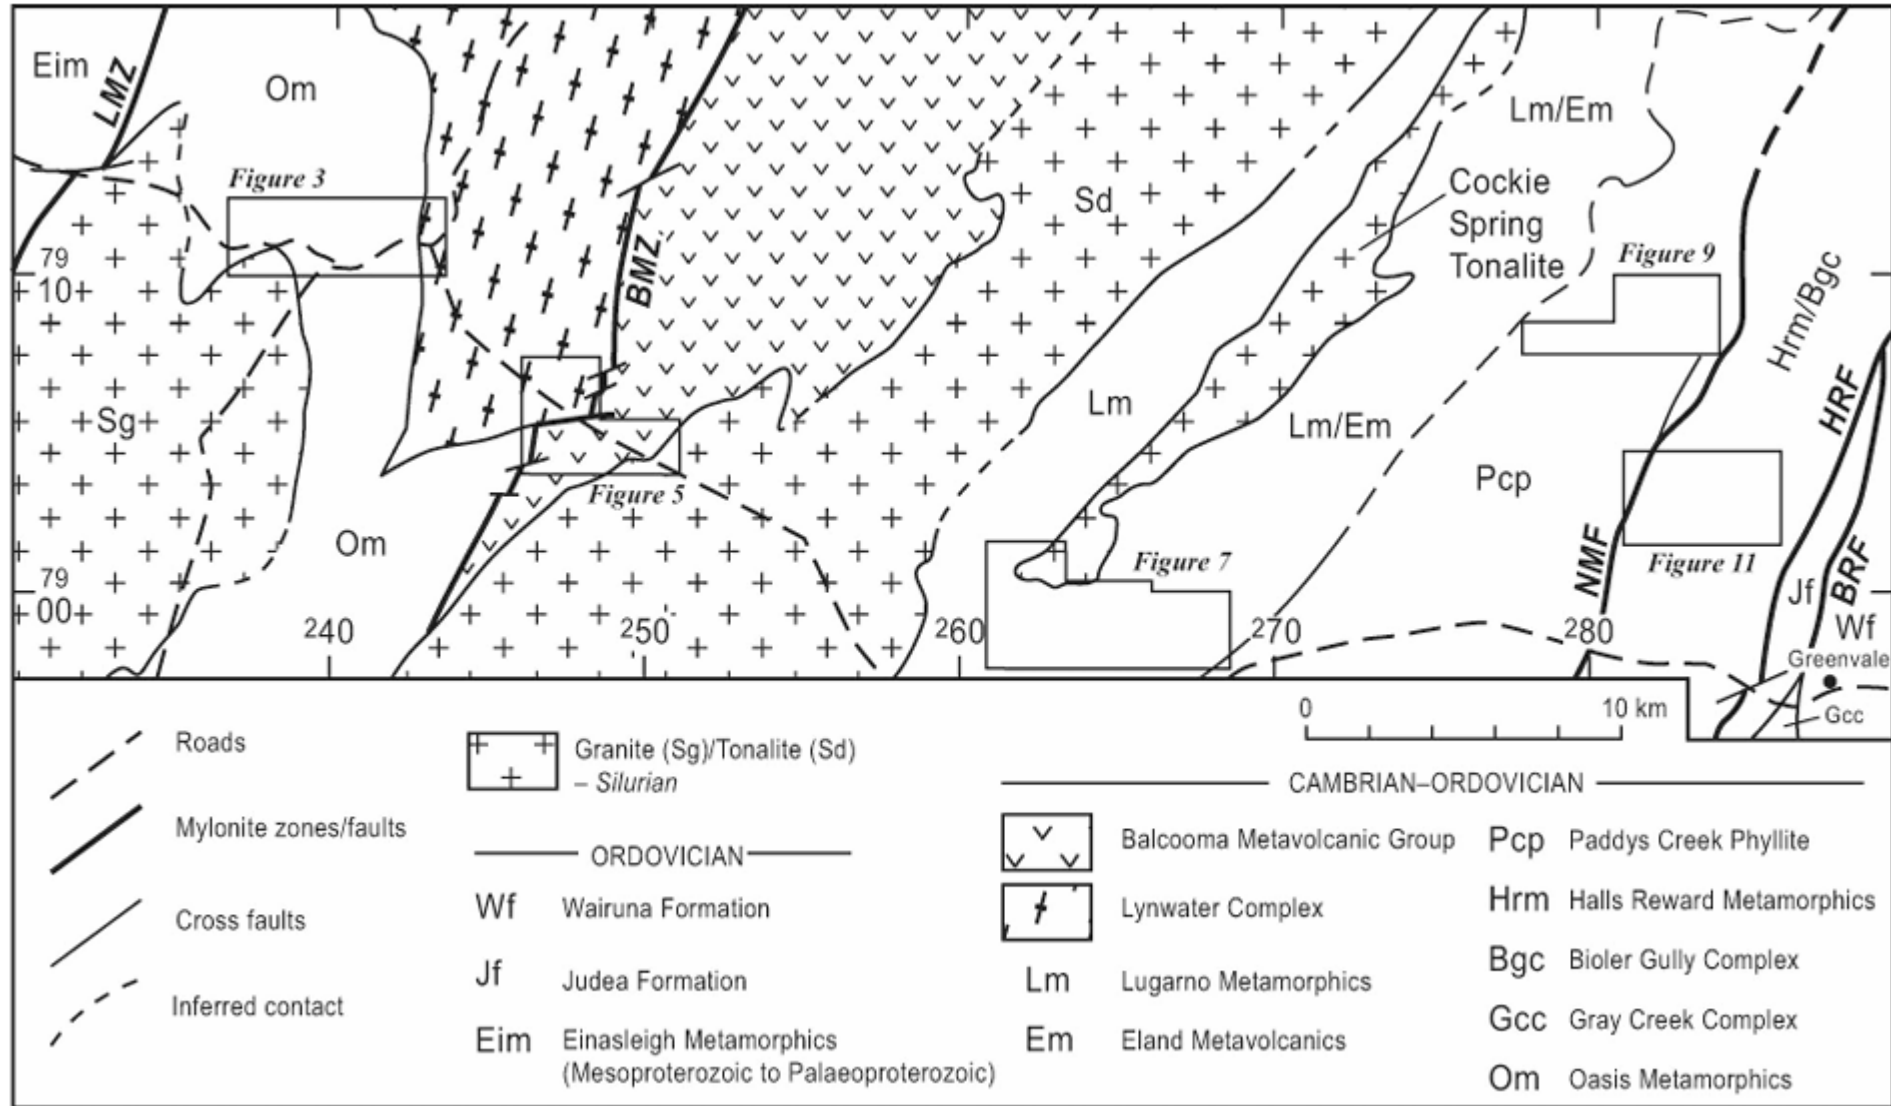 Eim
LMZ
Om
Figure 3
79
10
Sg
Om
79
00
240
BMZ
Figure 5
250
Sd
Lm
260
Figure 7
Lm/Em
Cockie
Spring
Tonalite
Lm/Em
Figure 9
Pcp
270
NMF
280
Hrm/Bgc
Figure 11
HRF
Jf
BRF
Wf
Greenvale
Gcc
0
10 km
Roads
Mylonite zones/faults
Cross faults
Inferred contact
Granite (Sg)/Tonalite (Sd)
– Silurian
ORDOVICIAN
Wf Wairuna Formation
Jf Judea Formation
Eim Einasleigh Metamorphics
(Mesoproterozoic to Palaeoproterozoic)
CAMBRIAN–ORDOVICIAN
Balcooma Metavolcanic Group
Lynwater Complex
Lm Lugarno Metamorphics
Em Eland Metavolcanics
Pcp Paddys Creek Phyllite
Hrm Halls Reward Metamorphics
Bgc Bioler Gully Complex
Gcc Gray Creek Complex
Om Oasis Metamorphics